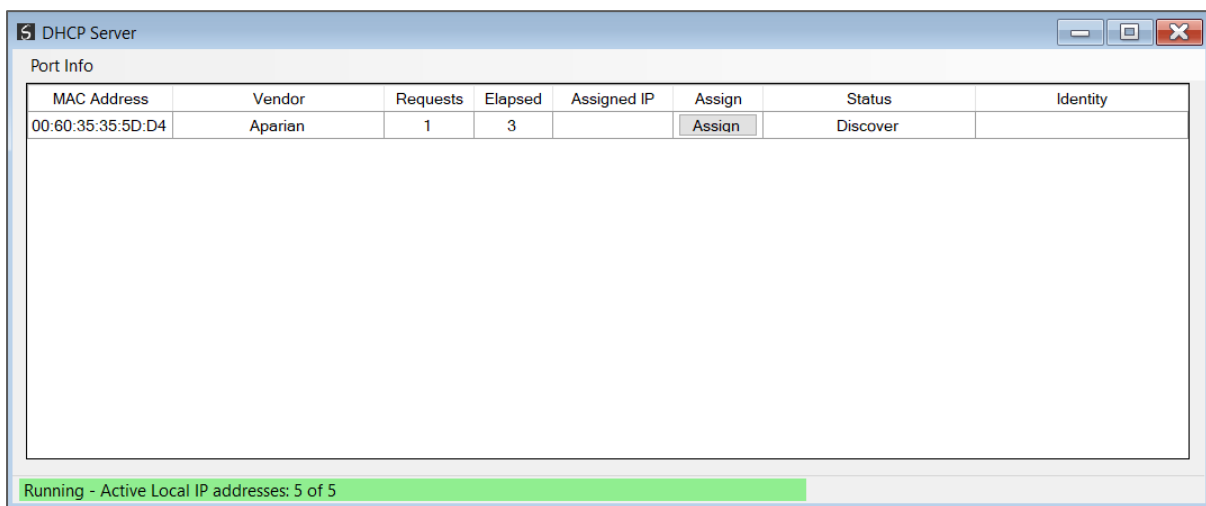 DHCP Server
Port Info
MAC Address Vendor Requests Elapsed Assigned IP Assign Status Identity
00:60:35:35:5D:D4 Aparian 1 3 Assign Discover
Running - Active Local IP addresses: 5 of 5